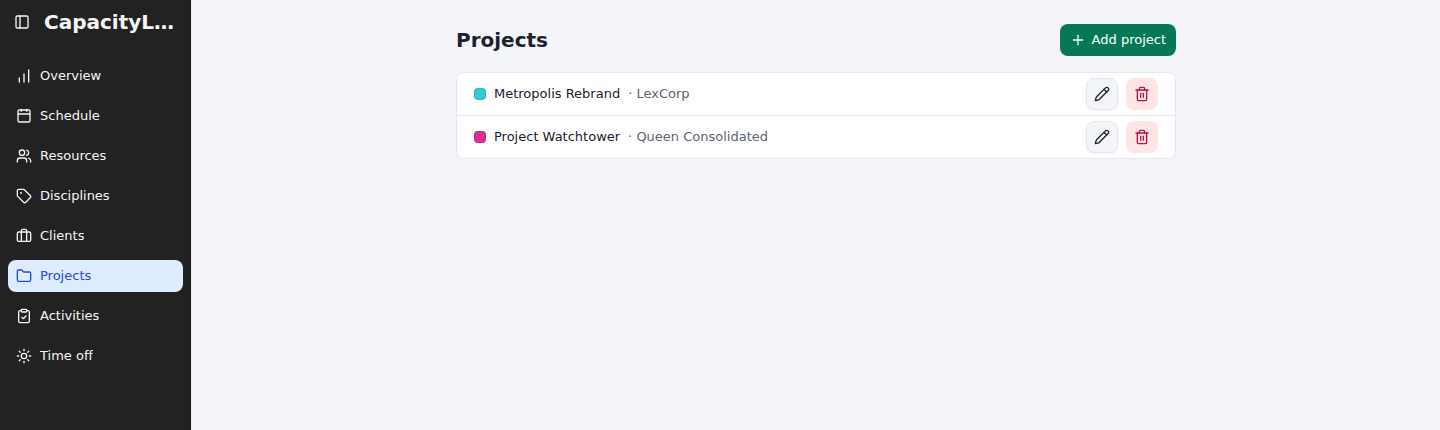 CapacityL...
Overview
Schedule
Resources
Disciplines
Clients
Projects
Activities
Time off
Projects
Add project
Metropolis Rebrand · LexCorp
Project Watchtower · Queen Consolidated